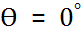 Θ = 0°